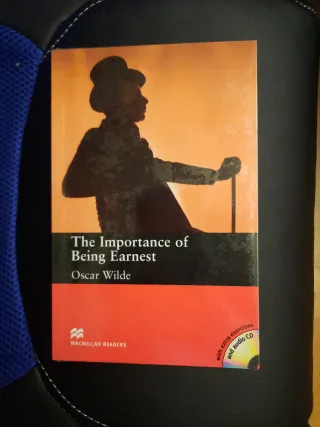 The Importance of
Being Earnest
Oscar Wilde
MACMILLAN READERS
with extra exercises
and audio CD